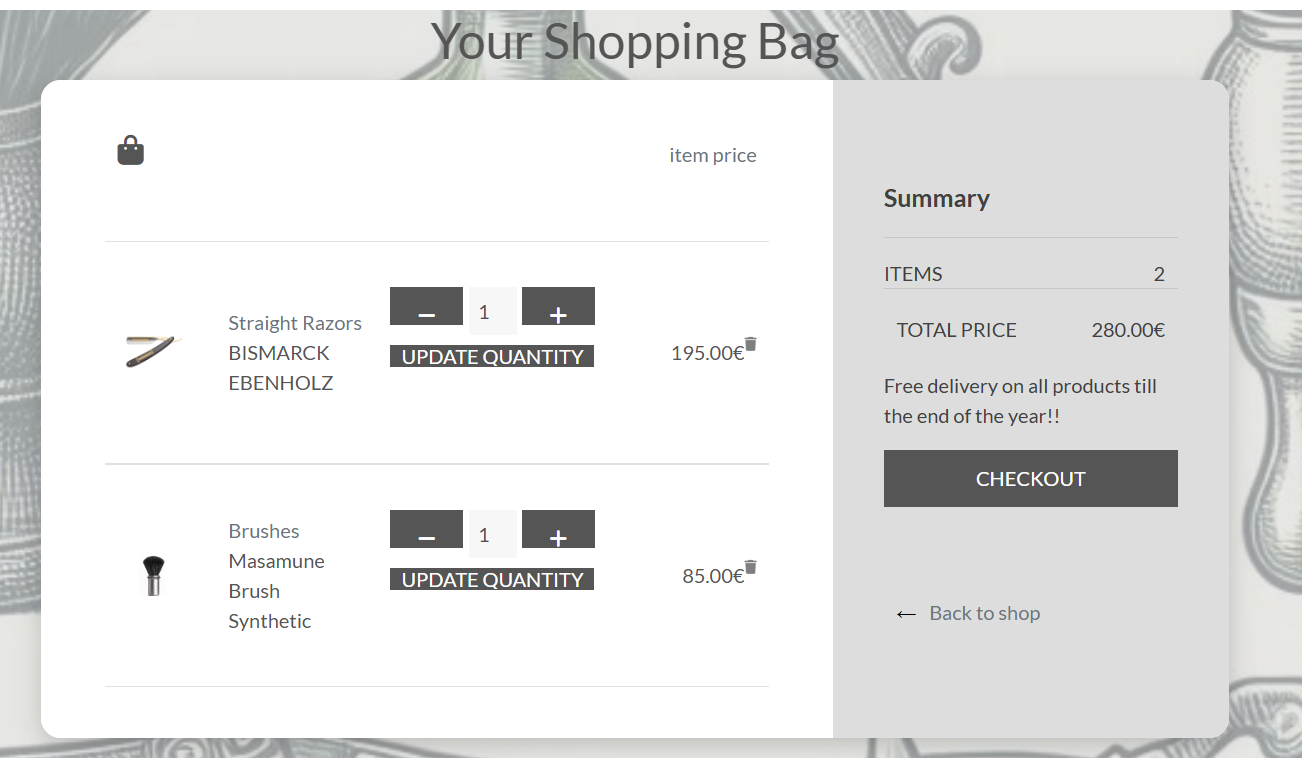 Your Shopping Bag
item price
Straight Razors
BISMARCK
EBENHOLZ
− 1 +
UPDATE QUANTITY
195.00€
Brushes
Masamune
Brush
Synthetic
− 1 +
UPDATE QUANTITY
85.00€
Summary
ITEMS 2
TOTAL PRICE 280.00€
Free delivery on all products till
the end of the year!!
CHECKOUT
← Back to shop